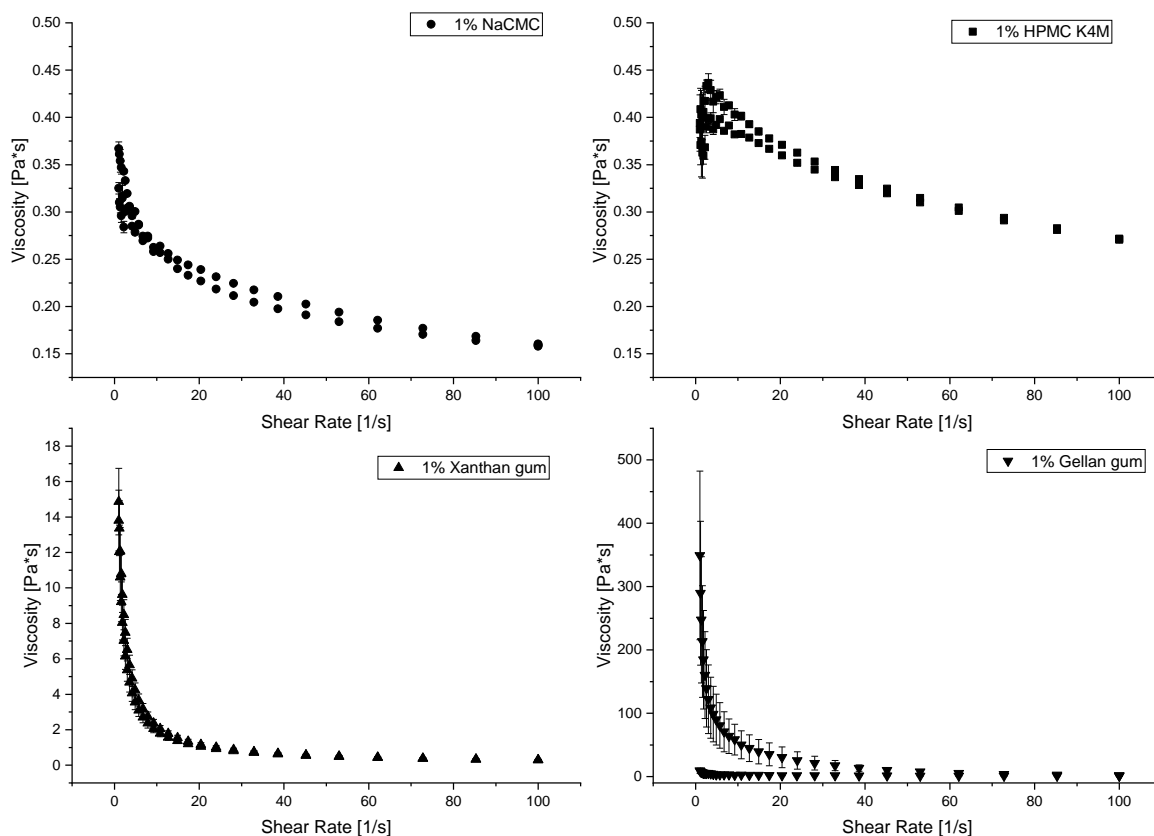 1% NaCMC
0.50
0.45
0.40
0.35
0.30
0.25
0.20
0.15
Viscosity [Pa*s]
0 20 40 60 80 100
Shear Rate [1/s]
1% HPMC K4M
0.50
0.45
0.40
0.35
0.30
0.25
0.20
0.15
Viscosity [Pa*s]
0 20 40 60 80 100
Shear Rate [1/s]
1% Xanthan gum
18
16
14
12
10
8
6
4
2
0
Viscosity [Pa*s]
0 20 40 60 80 100
Shear Rate [1/s]
1% Gellan gum
500
450
350
250
150
100
50
0
Viscosity [Pa*s]
0 20 40 60 80 100
Shear Rate [1/s]